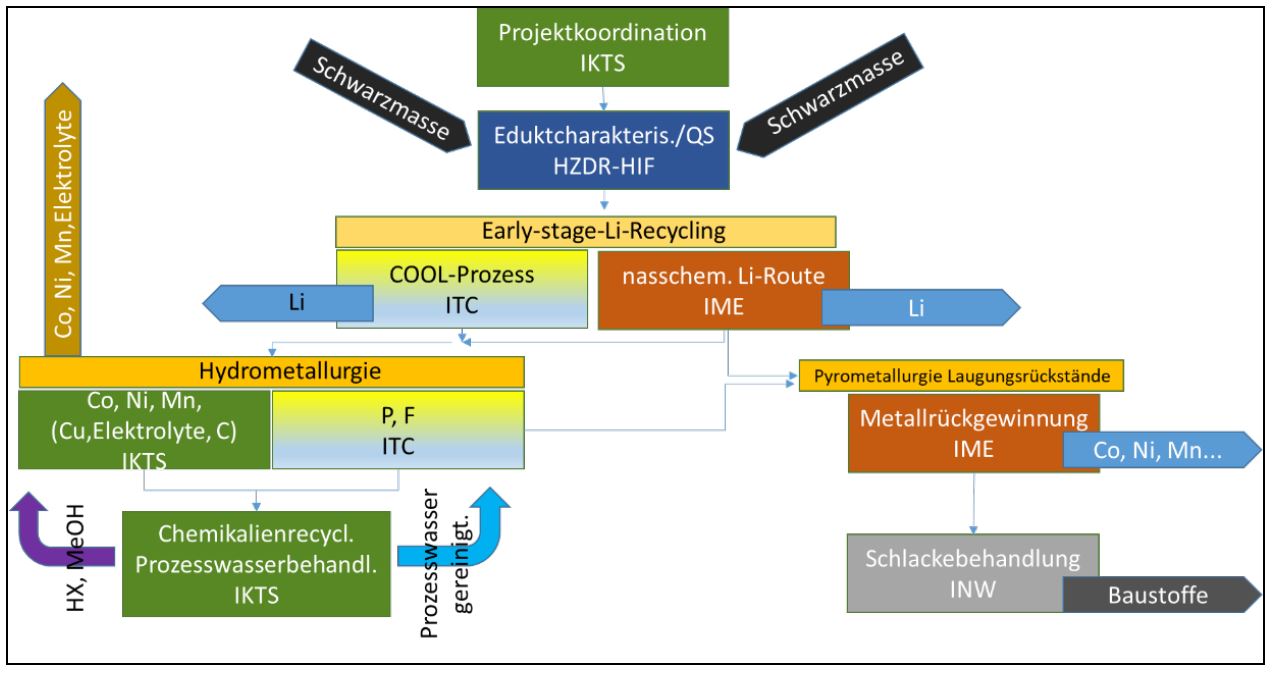 Projektkoordination
IKTS
Schwarzmasse
Schwarzmasse
Eduktcharakteris./QS
HZDR-HIF
Co, Ni, Mn,Elektrolyte
Early-stage-Li-Recycling
COOL-Prozess
ITC
nasschem. Li-Route
IME
Li
Li
Hydrometallurgie
Co, Ni, Mn,
(Cu,Elektrolyte, C)
IKTS
P, F
ITC
Pyrometallurgie Laugungsrückstände
Metallrückgewinnung
IME
Co, Ni, Mn...
HX, MeOH
Chemikalienrecycl.
Prozesswasserbehandl.
IKTS
Prozesswasser
gereinigt.
Schlackebehandlung
INW
Baustoffe